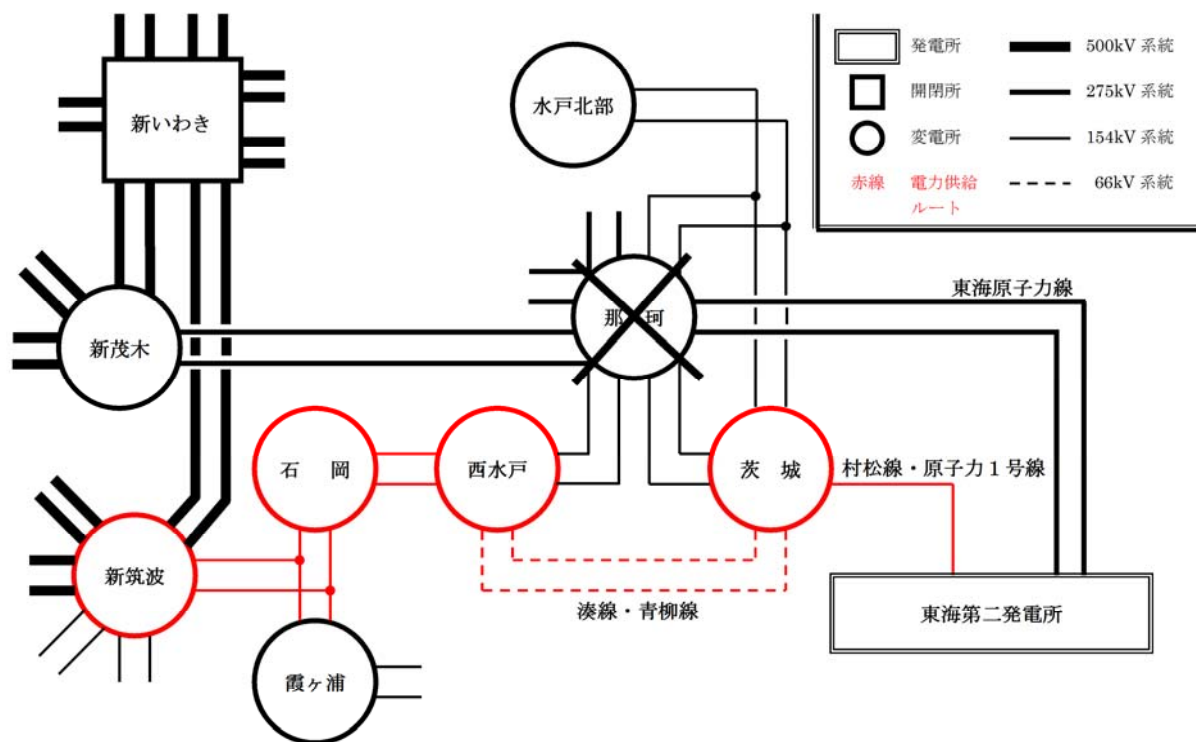 発電所
500kV 系統
開閉所
275kV 系統
変電所
154kV 系統
赤線
電力供給
ルート
66kV 系統
新いわき
水戸北部
東海原子力線
那 珂
新茂木
石 岡
西水戸
茨 城
村松線・原子力１号線
新筑波
湊線・青柳線
東海第二発電所
霞ヶ浦